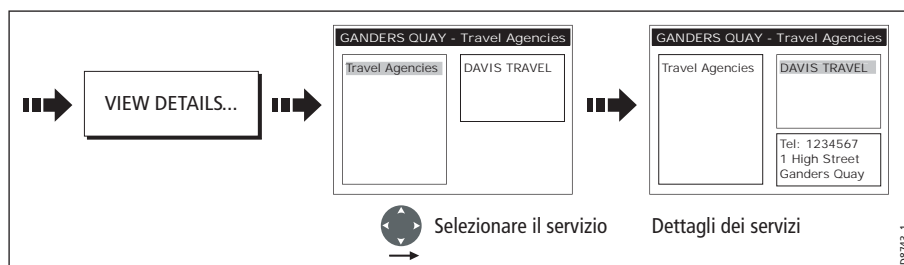 VIEW DETAILS...
GANDERS QUAY - Travel Agencies
Travel Agencies
DAVIS TRAVEL
Selezionare il servizio
GANDERS QUAY - Travel Agencies
Travel Agencies
DAVIS TRAVEL
Tel: 1234567
1 High Street
Ganders Quay
Dettagli dei servizi
D8743_1